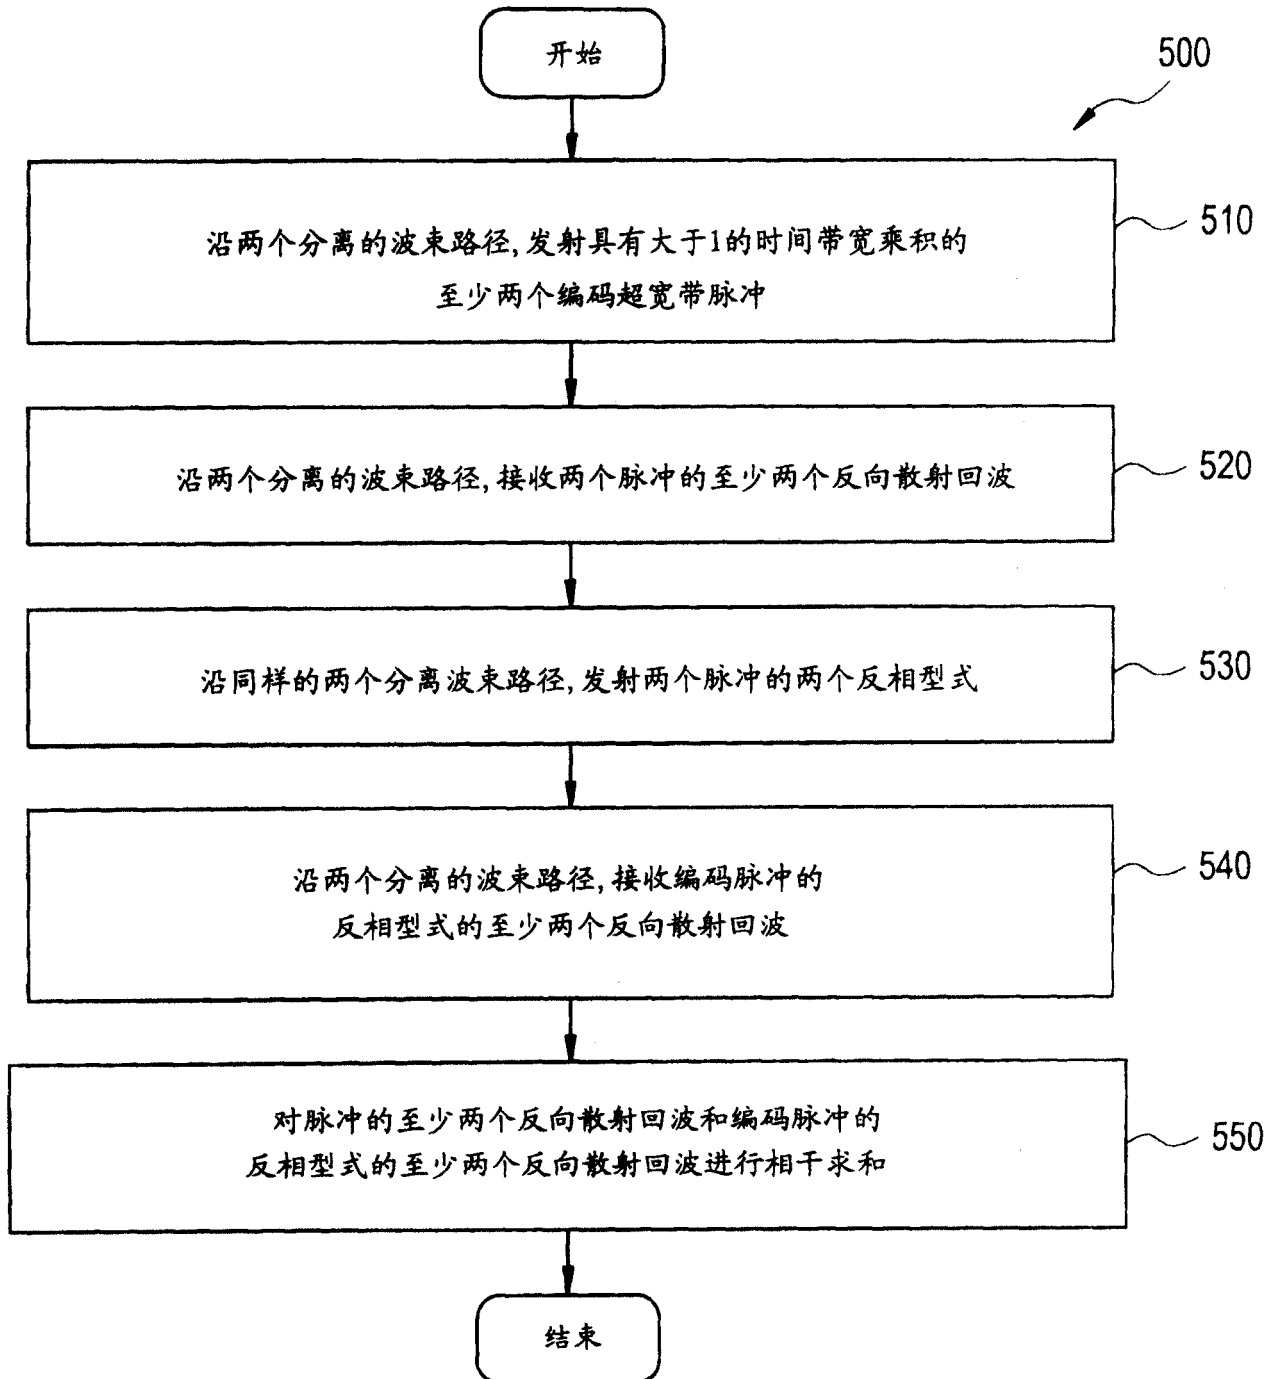 开始
500
沿两个分离的波束路径,发射具有大于1的时间带宽乘积的
至少两个编码超宽带脉冲
510
沿两个分离的波束路径,接收两个脉冲的至少两个反向散射回波
520
沿同样的两个分离波束路径,发射两个脉冲的两个反相型式
530
沿两个分离的波束路径,接收编码脉冲的
反相型式的至少两个反向散射回波
540
对脉冲的至少两个反向散射回波和编码脉冲的
反相型式的至少两个反向散射回波进行相干求和
550
结束